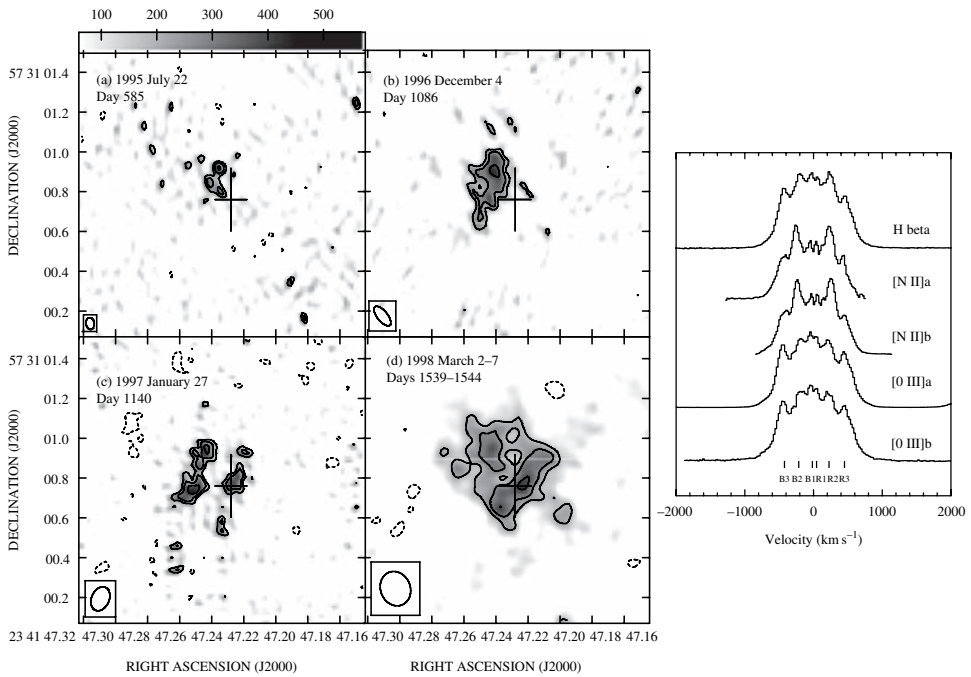 100 200 300 400 500
57 31 01.4
01.2
01.0
00.8
00.6
00.4
00.2
DECLINATION (J2000)
(a) 1995 July 22
Day 585
(b) 1996 December 4
Day 1086
57 31 01.4
01.2
01.0
00.8
00.6
00.4
00.2
DECLINATION (J2000)
(c) 1997 January 27
Day 1140
(d) 1998 March 2–7
Days 1539–1544
23 41 47.32 47.30 47.28 47.26 47.24 47.22 47.20 47.18 47.16
47.30 47.28 47.26 47.24 47.22 47.20 47.18 47.16
RIGHT ASCENSION (J2000)
RIGHT ASCENSION (J2000)
H beta
[N II]a
[N II]b
[0 III]a
[0 III]b
B3 B2 B1R1R2R3
−2000 −1000 0 1000 2000
Velocity (km s−1)